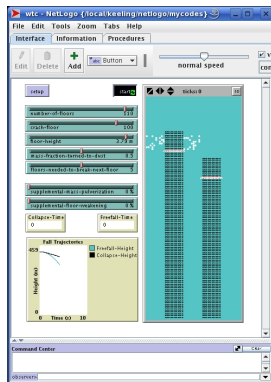 wtc - NetLogo {/local/keeling/netlogo/mycodes}
File Edit Tools Zoom Tabs Help
Interface Information Procedures
Edit Delete Add Button normal speed
setup start
ticks: 0 3D
number-of-floors 110
crash-floor 100
floor-height 3.79 m
mass-fraction-turned-to-dust 0.5
floors-needed-to-break-next-floor 5
supplemental-mass-pulverization 0 %
supplemental-floor-weakening 0 %
Collapse-Time Freefall-Time
0 0
Fall Trajectories
459
Height (m)
0
0 Time (s) 10
Freefall-Height
Collapse-Height
Command Center
observer>